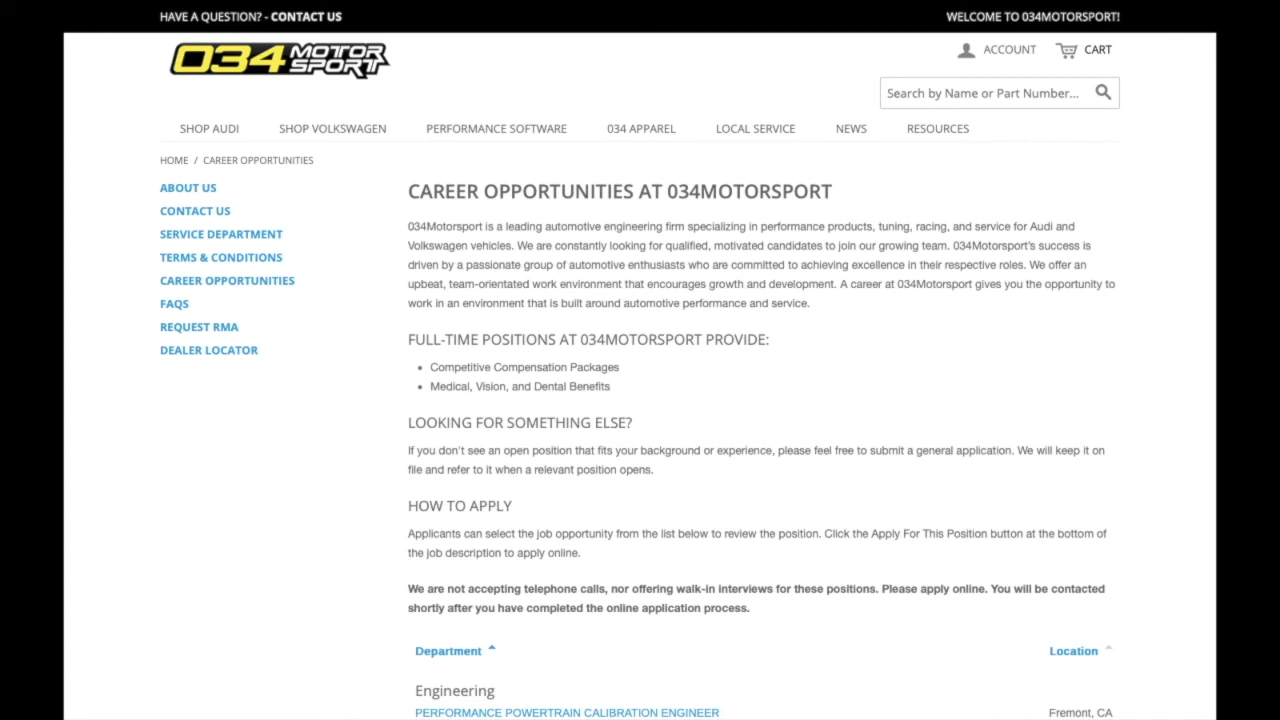 HAVE A QUESTION? - CONTACT US
WELCOME TO 034MOTORSPORT!
034 MOTOR SPORT
ACCOUNT
CART
Search by Name or Part Number...
SHOP AUDI
SHOP VOLKSWAGEN
PERFORMANCE SOFTWARE
034 APPAREL
LOCAL SERVICE
NEWS
RESOURCES
HOME / CAREER OPPORTUNITIES
ABOUT US
CONTACT US
SERVICE DEPARTMENT
TERMS & CONDITIONS
CAREER OPPORTUNITIES
FAQS
REQUEST RMA
DEALER LOCATOR
CAREER OPPORTUNITIES AT 034MOTORSPORT
034Motorsport is a leading automotive engineering firm specializing in performance products, tuning, racing, and service for Audi and
Volkswagen vehicles. We are constantly looking for qualified, motivated candidates to join our growing team. 034Motorsport's success is
driven by a passionate group of automotive enthusiasts who are committed to achieving excellence in their respective roles. We offer an
upbeat, team-orientated work environment that encourages growth and development. A career at 034Motorsport gives you the opportunity to
work in an environment that is built around automotive performance and service.
FULL-TIME POSITIONS AT 034MOTORSPORT PROVIDE:
• Competitive Compensation Packages
• Medical, Vision, and Dental Benefits
LOOKING FOR SOMETHING ELSE?
If you don't see an open position that fits your background or experience, please feel free to submit a general application. We will keep it on
file and refer to it when a relevant position opens.
HOW TO APPLY
Applicants can select the job opportunity from the list below to review the position. Click the Apply For This Position button at the bottom of
the job description to apply online.
We are not accepting telephone calls, nor offering walk-in interviews for these positions. Please apply online. You will be contacted
shortly after you have completed the online application process.
Department
Location
Engineering
PERFORMANCE POWERTRAIN CALIBRATION ENGINEER
Fremont, CA